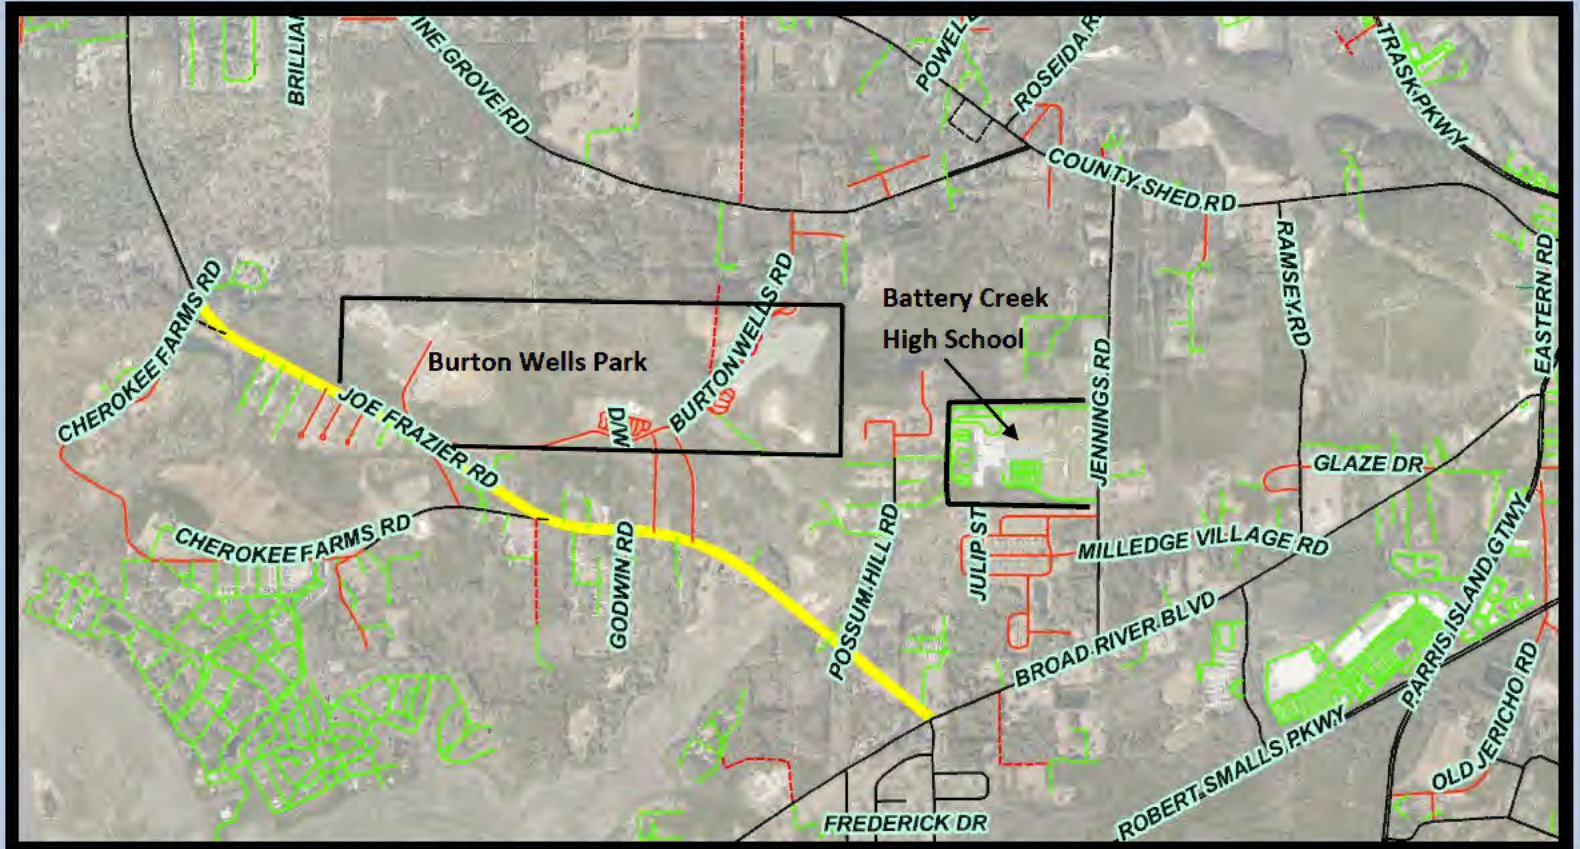 BRILLIA
INE GROVE RD
POWELL
ROSEIDA R
TRASK PKWY
COUNTY SHED RD
RAMSEY RD
EASTERN RD
CHEROKEE FARMS RD
Burton Wells Park
BURTON WELLS RD
Battery Creek
High School
JENNINGS RD
JOE FRAZIER RD
D/W
GLAZE DR
CHEROKEE FARMS RD
GODWIN RD
POSSUM HILL RD
JULIP ST
MILLEDGE VILLAGE RD
BROAD RIVER BLVD
PARRIS ISLAND GTWY
ROBERT SMALLS PKWY
OLD JERICHO RD
FREDERICK DR